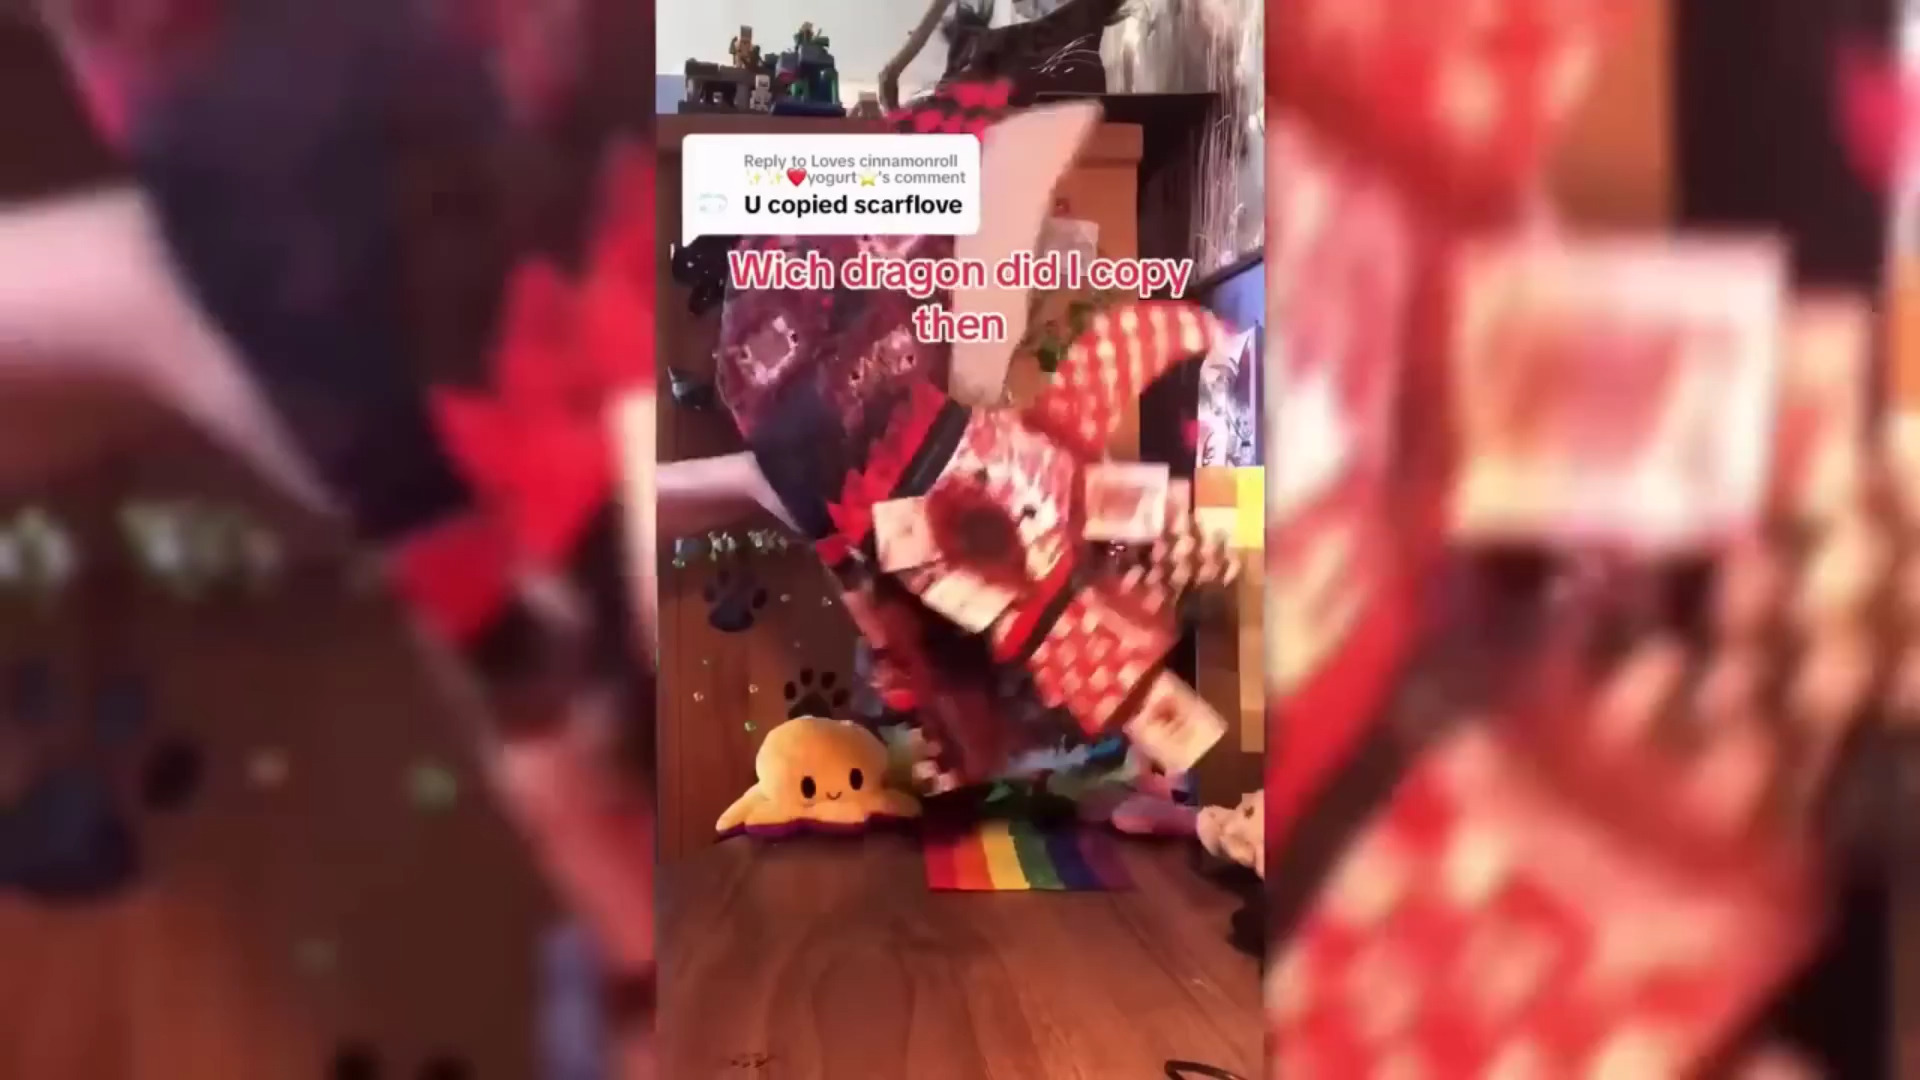 Reply to Loves cinnamonroll
✨✨❤️yogurt⭐'s comment
U copied scarflove
Wich dragon did I copy
then